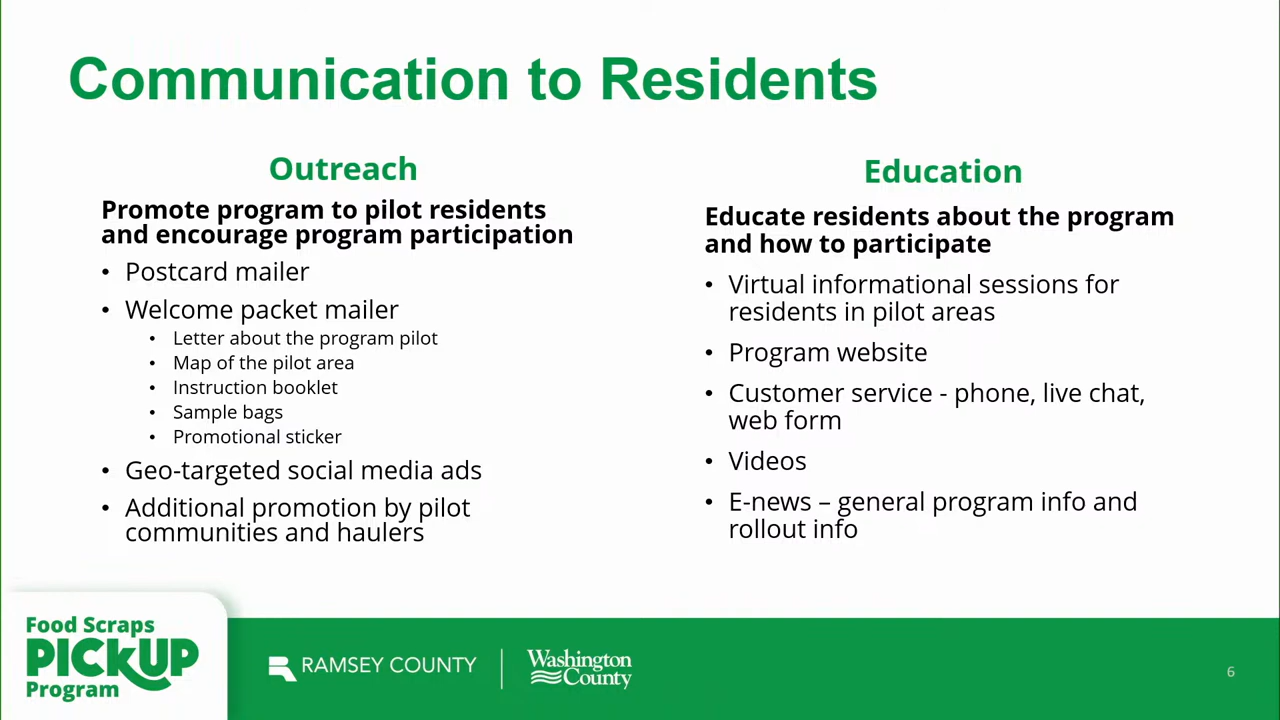 Communication to Residents
Outreach
Promote program to pilot residents
and encourage program participation
• Postcard mailer
• Welcome packet mailer
• Letter about the program pilot
• Map of the pilot area
• Instruction booklet
• Sample bags
• Promotional sticker
• Geo-targeted social media ads
• Additional promotion by pilot
communities and haulers
Education
Educate residents about the program
and how to participate
• Virtual informational sessions for
residents in pilot areas
• Program website
• Customer service - phone, live chat,
web form
• Videos
• E-news – general program info and
rollout info
Food Scraps
PICKUP
Program
RAMSEY COUNTY
Washington
County
6